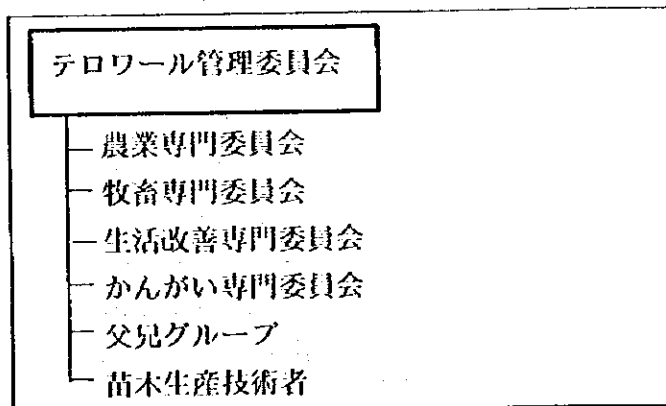 テロワール管理委員会
農業専門委員会
牧畜専門委員会
生活改善専門委員会
かんがい専門委員会
父兄グループ
苗木生産技術者